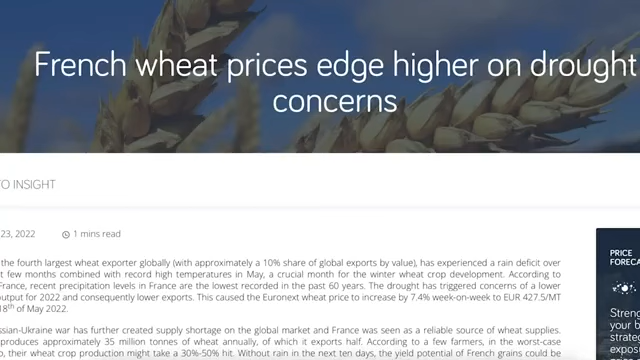 French wheat prices edge higher on drought
concerns
TO INSIGHT
23, 2022
1 mins read
the fourth largest wheat exporter globally (with approximately a 10% share of global exports by value), has experienced a rain deficit over
few months combined with record high temperatures in May, a crucial month for the winter wheat crop development. According to
France, recent precipitation levels in France are the lowest recorded in the past 60 years. The drought has triggered concerns of a lower
output for 2022 and consequently lower exports. This caused the Euronext wheat price to increase by 7.4% week-on-week to EUR 427.5/MT
18th of May 2022.
ssian-Ukraine war has further created supply shortage on the global market and France was seen as a reliable source of wheat supplies.
produces approximately 35 million tonnes of wheat annually, of which it exports half. According to a few farmers, in the worst-case
, their wheat crop production might take a 30%-50% hit. Without rain in the next ten days, the yield potential of French grains could be
PRICE
FORECA
Streng
your
strate
expos